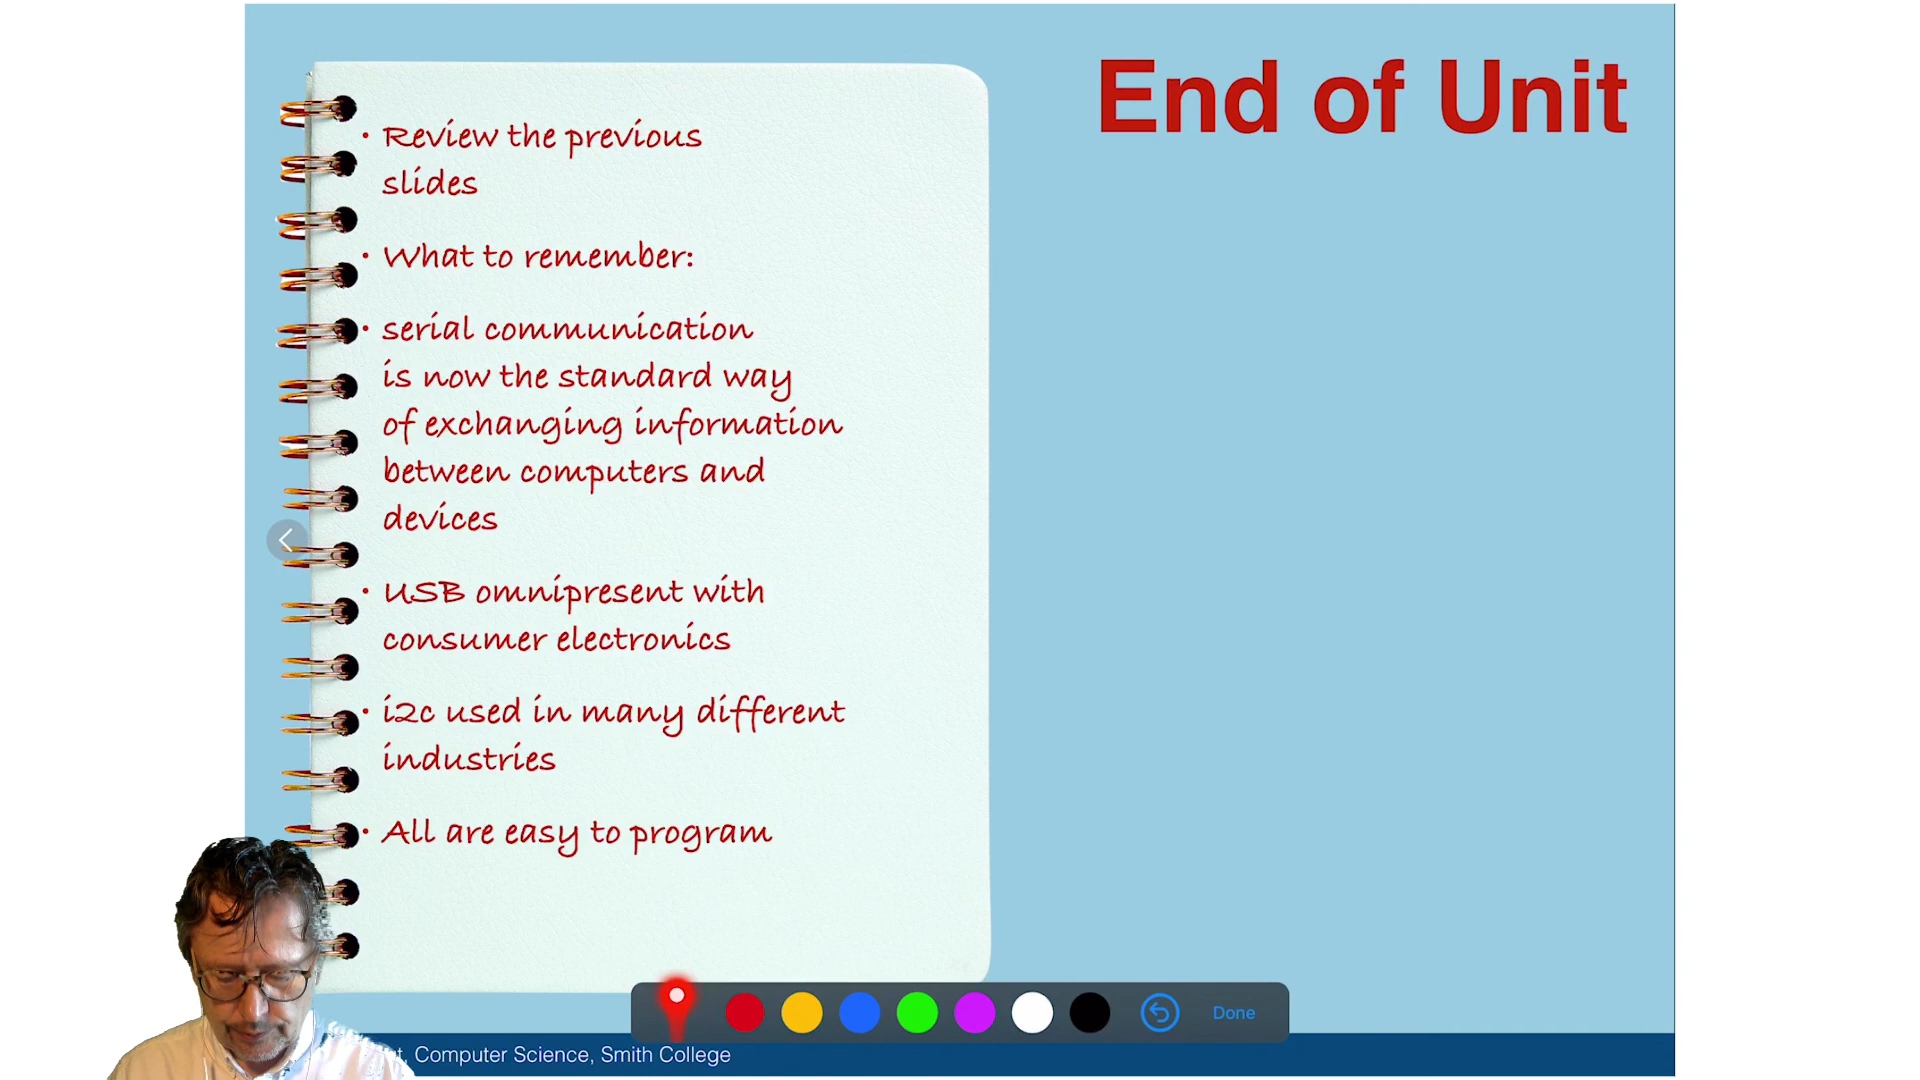 End of Unit
• Review the previous
slides
• What to remember:
• serial communication
is now the standard way
of exchanging information
between computers and
devices
• USB omnipresent with
consumer electronics
• i2c used in many different
industries
• All are easy to program
Computer Science, Smith College
Done